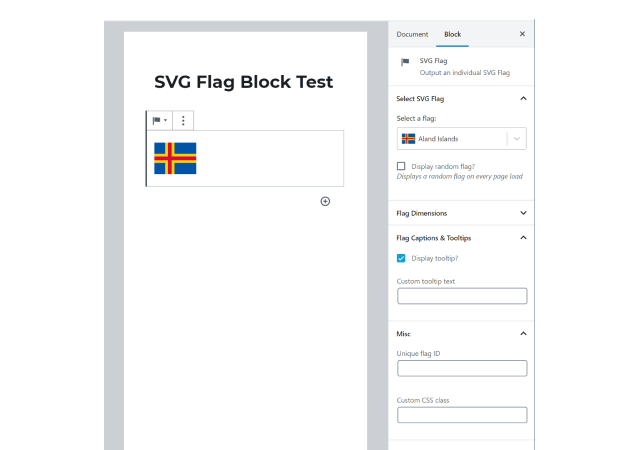 SVG Flag Block Test
Document
Block
SVG Flag
Output an individual SVG Flag
Select SVG Flag
Select a flag:
Aland Islands
Display random flag?
Displays a random flag on every page load
Flag Dimensions
Flag Captions & Tooltips
Display tooltip?
Custom tooltip text
Misc
Unique flag ID
Custom CSS class